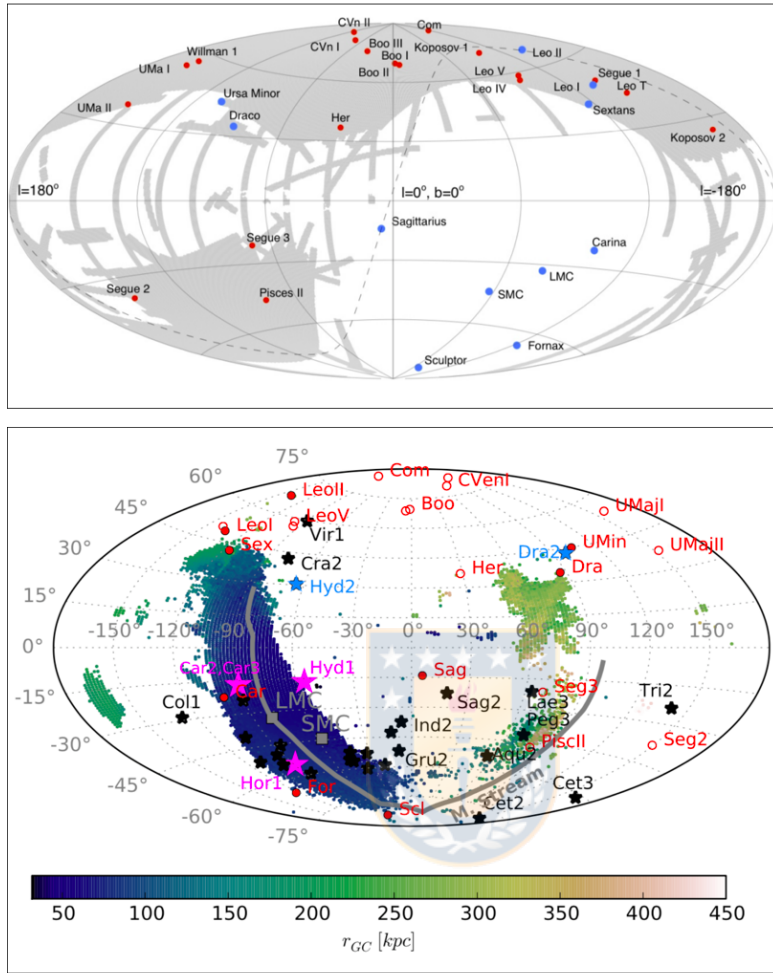 CVn II
Com
CVn I
Boo III
Koposov 1
Leo II
Willman 1
UMa I
Boo I
Boo II
Leo V
Segue 1
Leo IV
Leo I
Leo T
UMa II
Ursa Minor
Sextans
Draco
Her
Koposov 2
l=180°
l=0°, b=0°
l=-180°
Sagittarius
Segue 3
Carina
LMC
Segue 2
Pisces II
SMC
Fornax
Sculptor
75°
60°
Com
CVenI
45°
LeoII
Boo
UMajI
LeoI
LeoV
Vir1
30°
Sex
Cra2
Dra2
UMin
UMajII
Hyd2
Her
Dra
15°
0°
-150°
-120°
-90°
-60°
-30°
0°
30°
60°
90°
120°
150°
-15°
Car2,Car3
Hyd1
Sag
Seg3
Col1
Car
LMC
Sag2
Lae3
Tri2
-30°
SMC
Ind2
Peg3
Gru2
Aqu2
PiscII
Seg2
-45°
Hor1
For
M. Stream
Cet3
-60°
Scl
Cet2
-75°
50 100 150 200 250 300 350 400 450
r_GC [kpc]